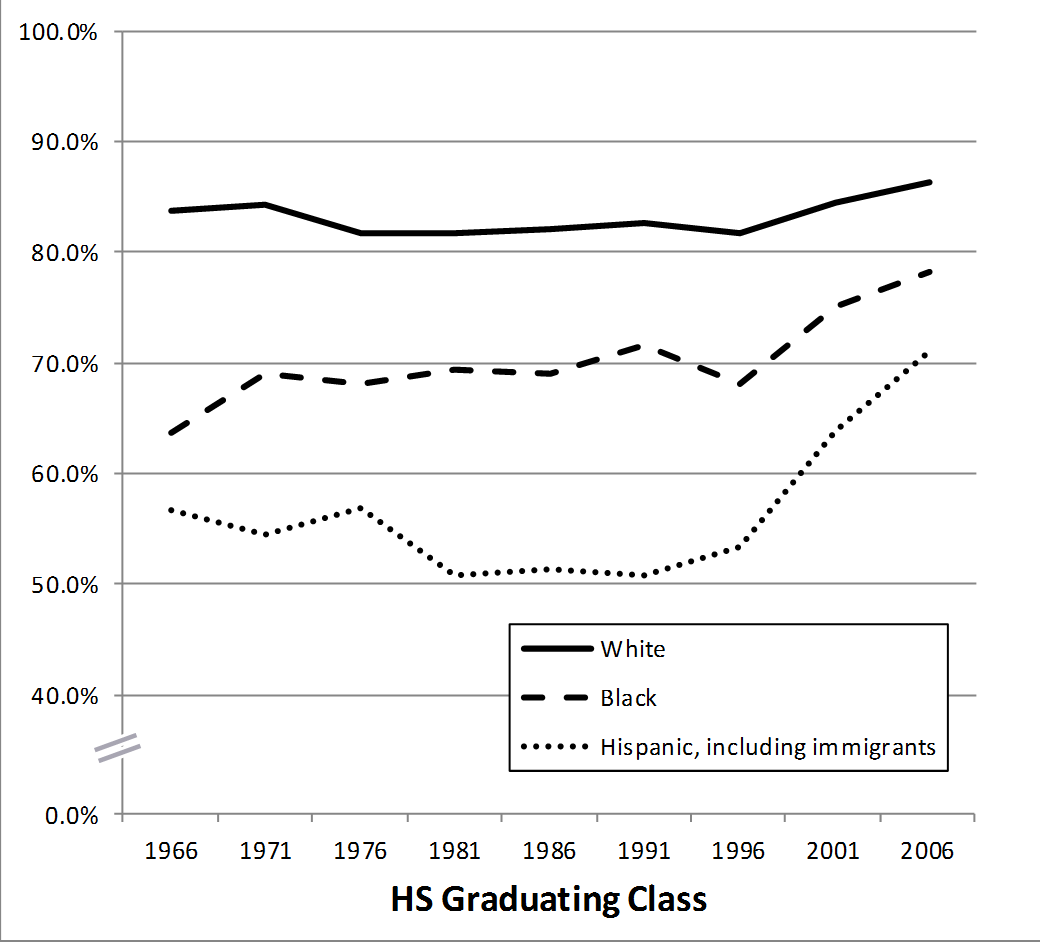 100.0%
90.0%
80.0%
70.0%
60.0%
50.0%
40.0%
0.0%
White
Black
Hispanic, including immigrants
1966 1971 1976 1981 1986 1991 1996 2001 2006
HS Graduating Class